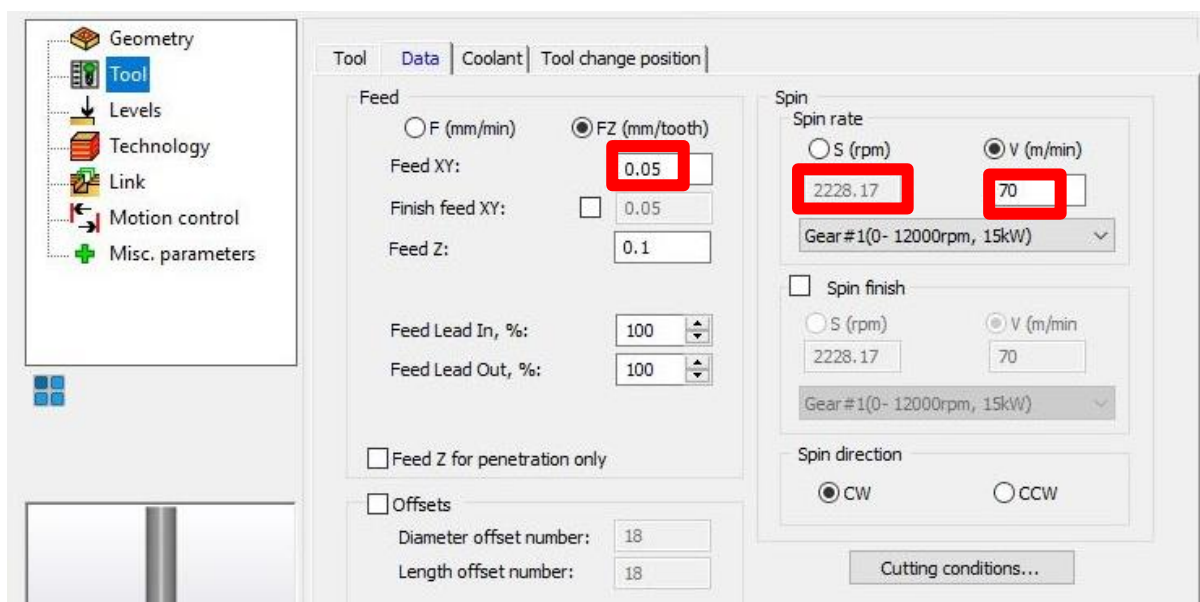 Geometry
Tool
Levels
Technology
Link
Motion control
Misc. parameters
Tool Data Coolant Tool change position
Feed
F (mm/min) FZ (mm/tooth)
Feed XY: 0.05
Finish feed XY: 0.05
Feed Z: 0.1
Feed Lead In, %: 100
Feed Lead Out, %: 100
Feed Z for penetration only
Offsets
Diameter offset number: 18
Length offset number: 18
Spin
Spin rate
S (rpm) V (m/min)
2228.17 70
Gear#1(0- 12000rpm, 15kW)
Spin finish
S (rpm) V (m/min
2228.17 70
Gear#1(0- 12000rpm, 15kW)
Spin direction
CW CCW
Cutting conditions...